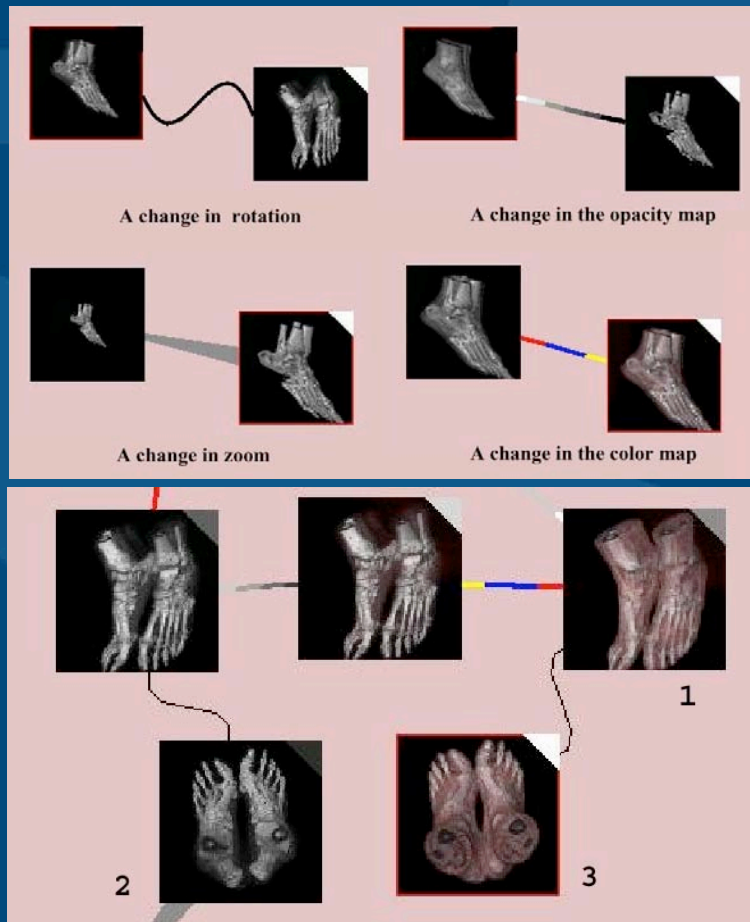 A change in rotation
A change in the opacity map
A change in zoom
A change in the color map
1
2
3